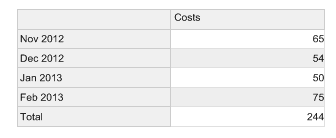 Costs
Nov 2012 65
Dec 2012 54
Jan 2013 50
Feb 2013 75
Total 244